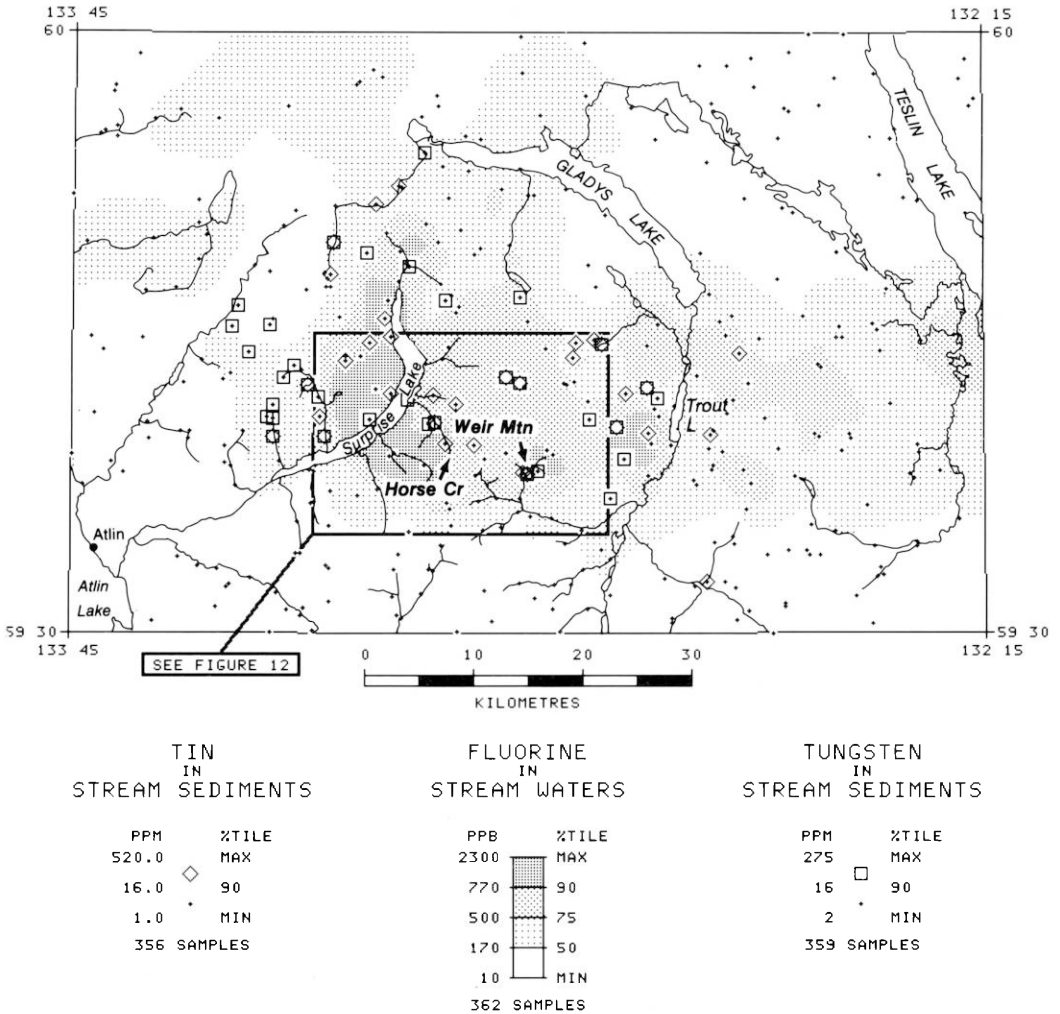 133 45
132 15
60
60
TESLIN
LAKE
GLADYS
LAKE
Surprise Lake
Trout
L
Weir Mtn
Horse Cr
Atlin
Atlin
Lake
59 30
59 30
133 45
132 15
SEE FIGURE 12
0 10 20 30
KILOMETRES
TIN
IN
STREAM SEDIMENTS
PPM %TILE
520.0 MAX
16.0 90
1.0 MIN
356 SAMPLES
FLUORINE
IN
STREAM WATERS
PPB %TILE
2300 MAX
770 90
500 75
170 50
10 MIN
362 SAMPLES
TUNGSTEN
IN
STREAM SEDIMENTS
PPM %TILE
275 MAX
16 90
2 MIN
359 SAMPLES